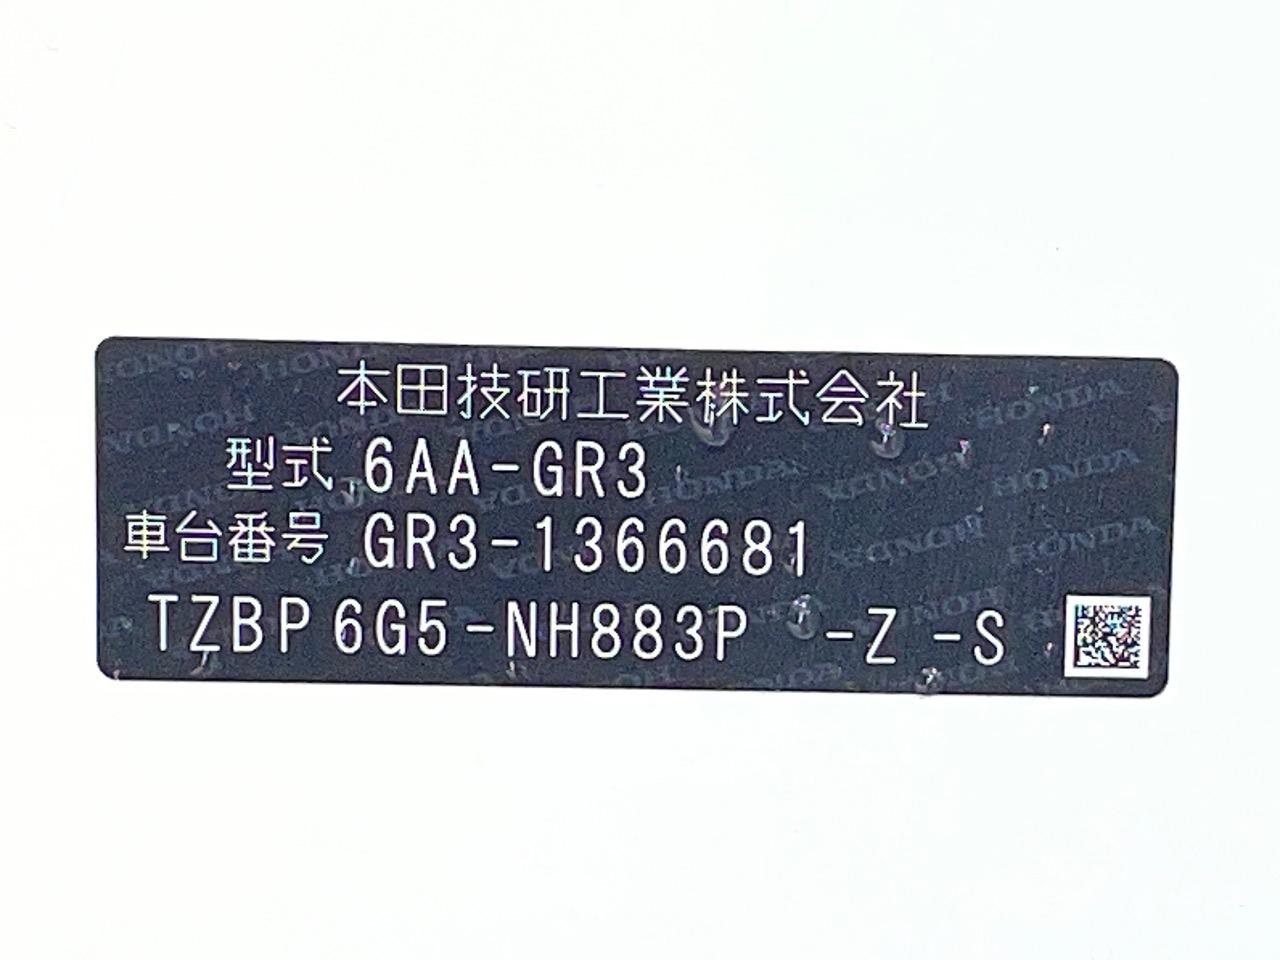 本田技研工業株式会社
型式 6AA-GR3
車台番号 GR3-1366681
TZBP 6G5-NH883P -Z -S